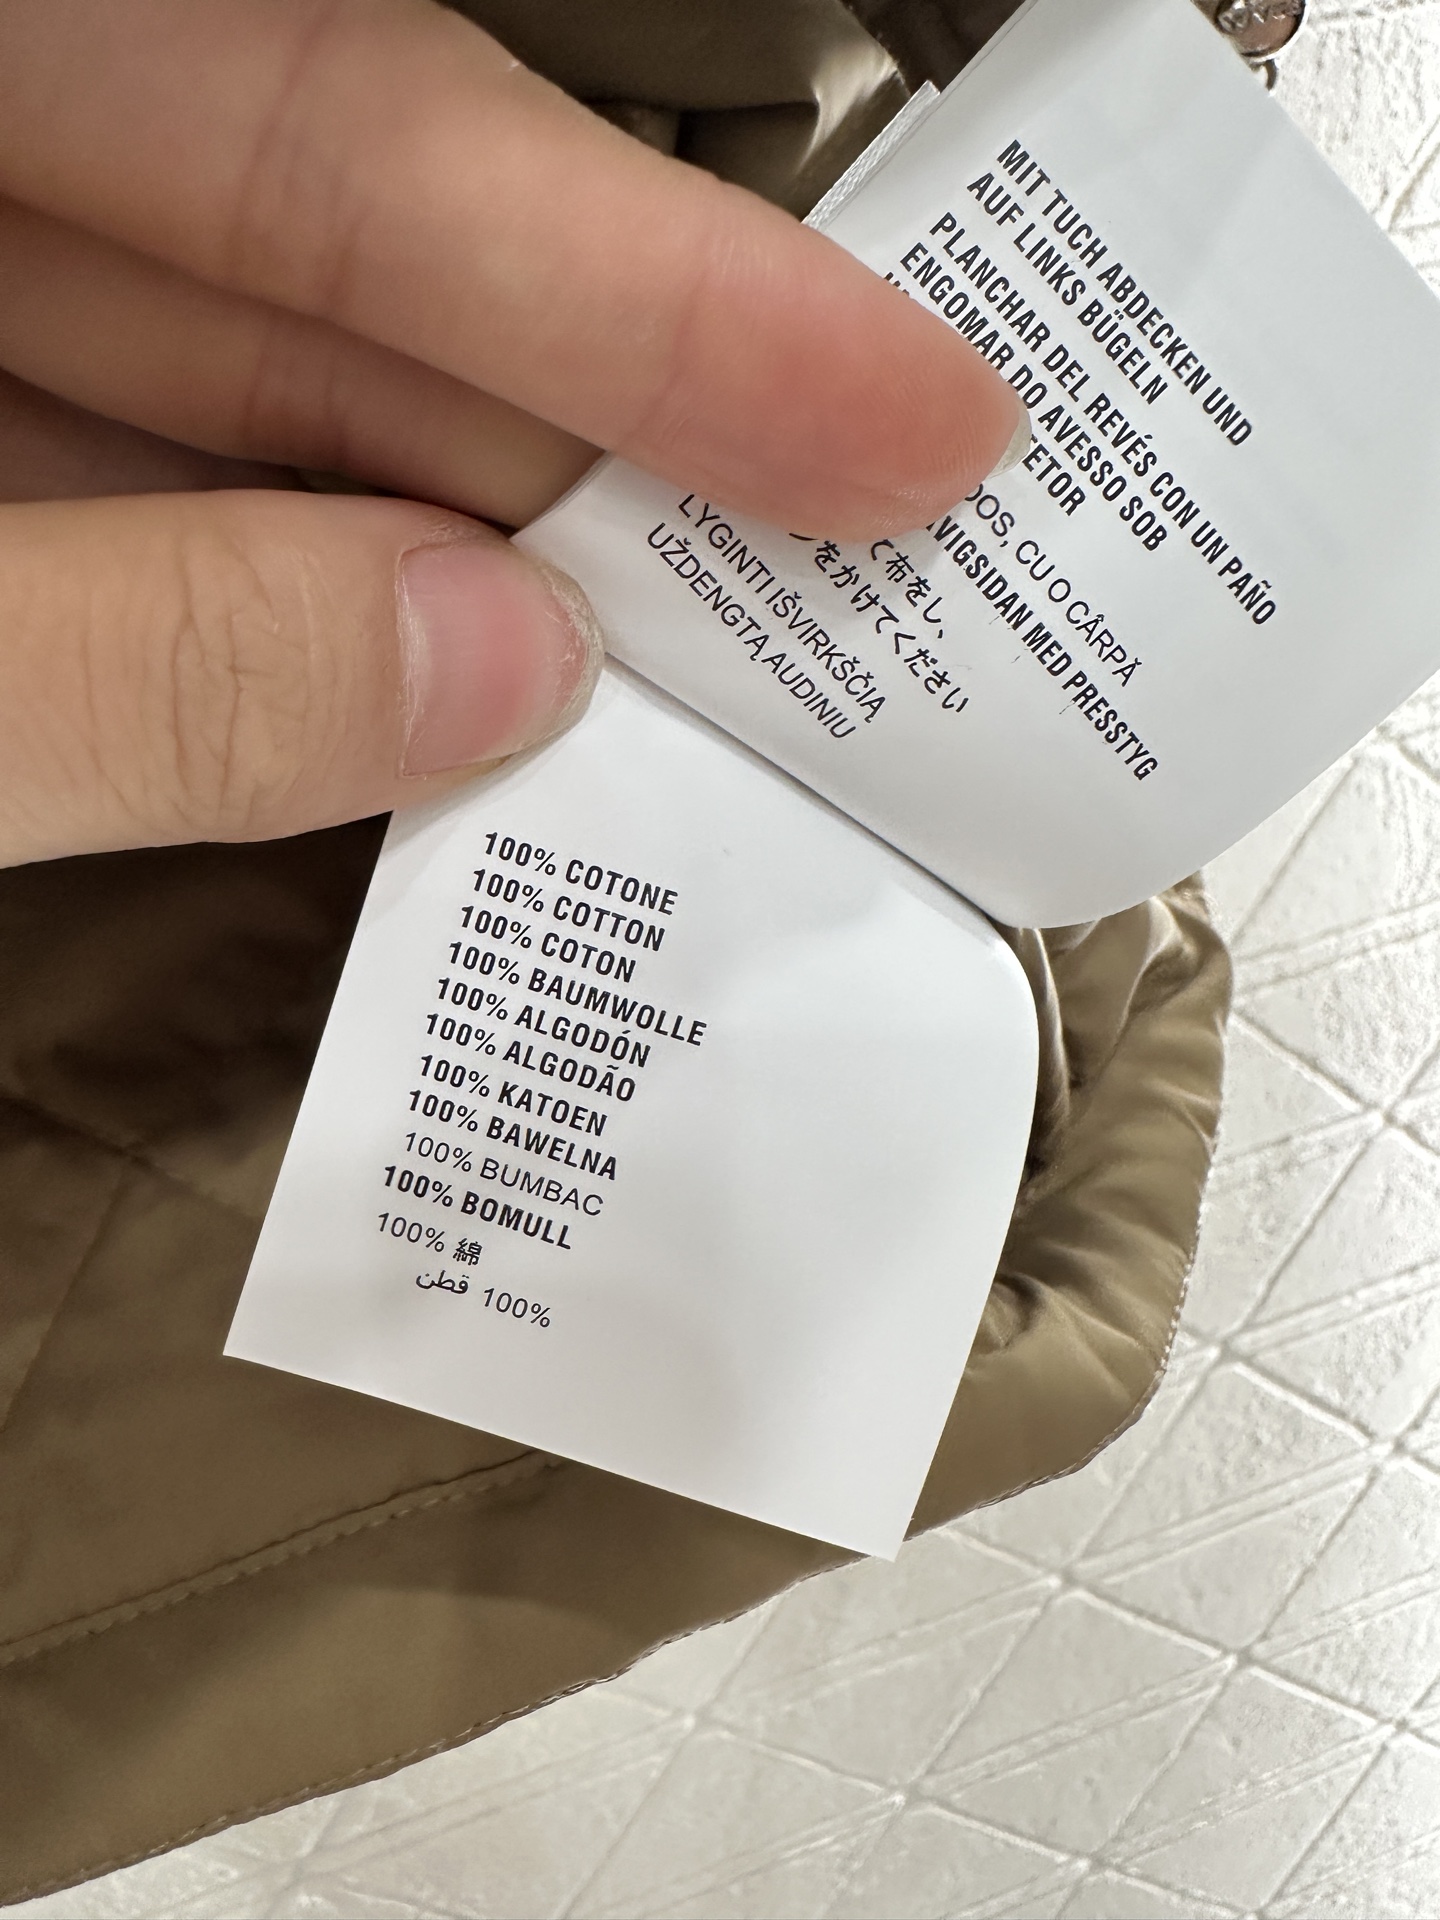 MIT TUCH ABDECKEN UND
AUF LINKS BÜGELN
PLANCHAR DEL REVÉS CON UN PAÑO
ENGOMAR DO AVESSO SOB
CU O CÂRPĂ
MED PRESSTYG
て布をし、
をかけてください
LYGINTI IŠVIRKŠČIĄ
UŽDENGTĄ AUDINIU
100% COTONE
100% COTTON
100% COTON
100% BAUMWOLLE
100% ALGODÓN
100% ALGODÃO
100% KATOEN
100% BAWELNA
100% BUMBAC
100% BOMULL
100% 綿
100% قطن